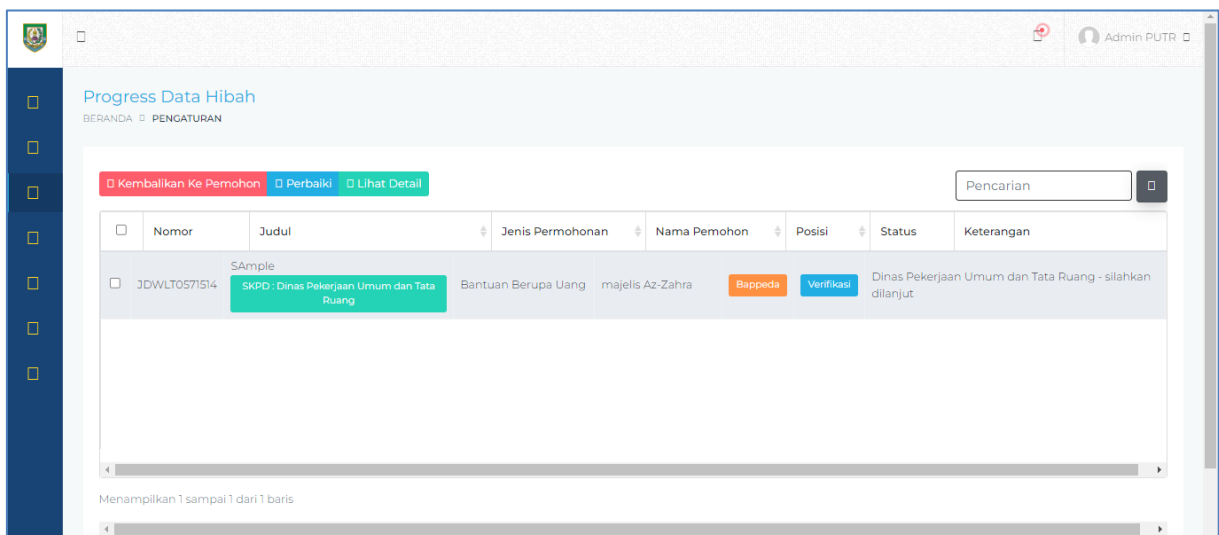 Admin PUTR
Progress Data Hibah
BERANDA PENGATURAN
Kembalikan Ke Pemohon Perbaiki Lihat Detail Pencarian
Nomor Judul Jenis Permohonan Nama Pemohon Posisi Status Keterangan
SAmple
JDWLT0571514 SKPD : Dinas Pekerjaan Umum dan Tata Ruang Bantuan Berupa Uang majelis Az-Zahra Bappeda Verifikasi Dinas Pekerjaan Umum dan Tata Ruang - silahkan dilanjut
Menampilkan 1 sampai 1 dari 1 baris